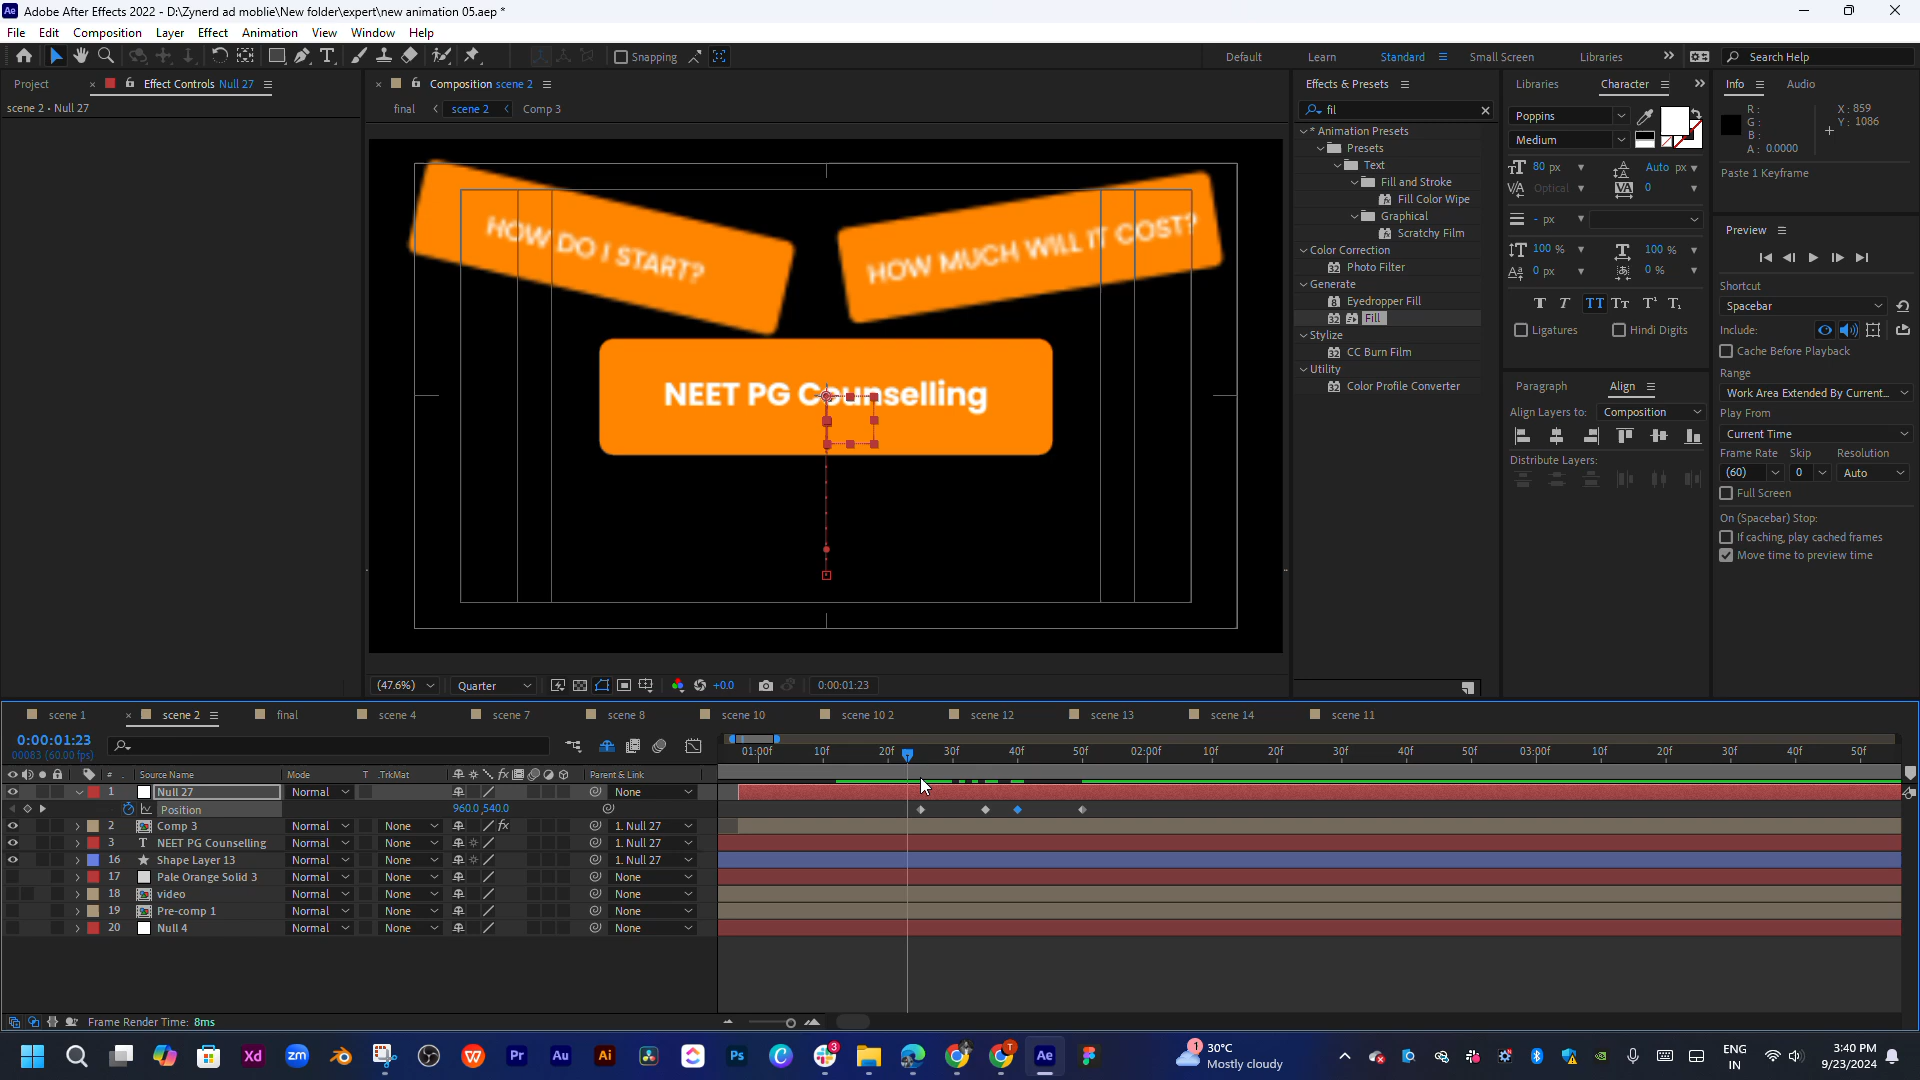 Adobe After Effects 2022 - D:\Zynerd ad moblie\New folder\expert\new animation 05.aep *
File Edit Composition Layer Effect Animation View Window Help
Snapping Default Learn Standard Small Screen Libraries Search Help
Project Effect Controls Null 27
scene 2 • Null 27
Composition scene 2
final scene 2 Comp 3
HOW DO I START?
HOW MUCH WILL IT COST?
NEET PG Counselling
(47.6%) Quarter +0.0 0:00:01:23
Effects & Presets
fil
* Animation Presets
Presets
Text
Fill and Stroke
Fill Color Wipe
Graphical
Scratchy Film
Color Correction
Photo Filter
Generate
Eyedropper Fill
Fill
Stylize
CC Burn Film
Utility
Color Profile Converter
Libraries Character
Poppins
Medium
80 px Auto px
Optical 0
- px
100 % 100 %
0 px 0 %
Ligatures Hindi Digits
Paragraph Align
Align Layers to: Composition
Distribute Layers:
Info Audio
R: X: 859
G: Y: 1086
B:
A: 0.0000
Paste 1 Keyframe
Preview
Shortcut
Spacebar
Include:
Cache Before Playback
Range
Work Area Extended By Current...
Play From
Current Time
Frame Rate Skip Resolution
(60) 0 Auto
Full Screen
On (Spacebar) Stop:
If caching, play cached frames
Move time to preview time
scene 1 scene 2 final scene 4 scene 7 scene 8 scene 10 scene 10 2 scene 12 scene 13 scene 14 scene 11
0:00:01:23
00083 (60.00 fps)
01:00f 10f 20f 30f 40f 50f 02:00f 10f 20f 30f 40f 50f 03:00f 10f 20f 30f 40f 50f
# Source Name Mode T .TrkMat Parent & Link
1 Null 27 Normal None
Position 960.0,540.0
2 Comp 3 Normal None 1. Null 27
3 T NEET PG Counselling Normal None 1. Null 27
16 Shape Layer 13 Normal None 1. Null 27
17 Pale Orange Solid 3 Normal None None
18 video Normal None None
19 Pre-comp 1 Normal None None
20 Null 4 Normal None None
Frame Render Time: 8ms
30°C
Mostly cloudy
ENG
IN
3:40 PM
9/23/2024